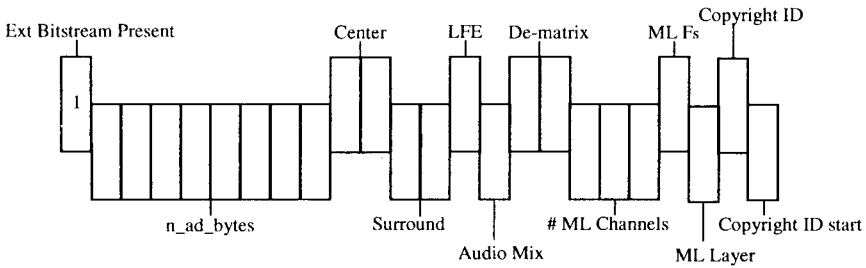 Copyright ID
Ext Bitstream Present
Center
LFE
De-matrix
ML Fs
1
n_ad_bytes
Surround
# ML Channels
Copyright ID start
Audio Mix
ML Layer